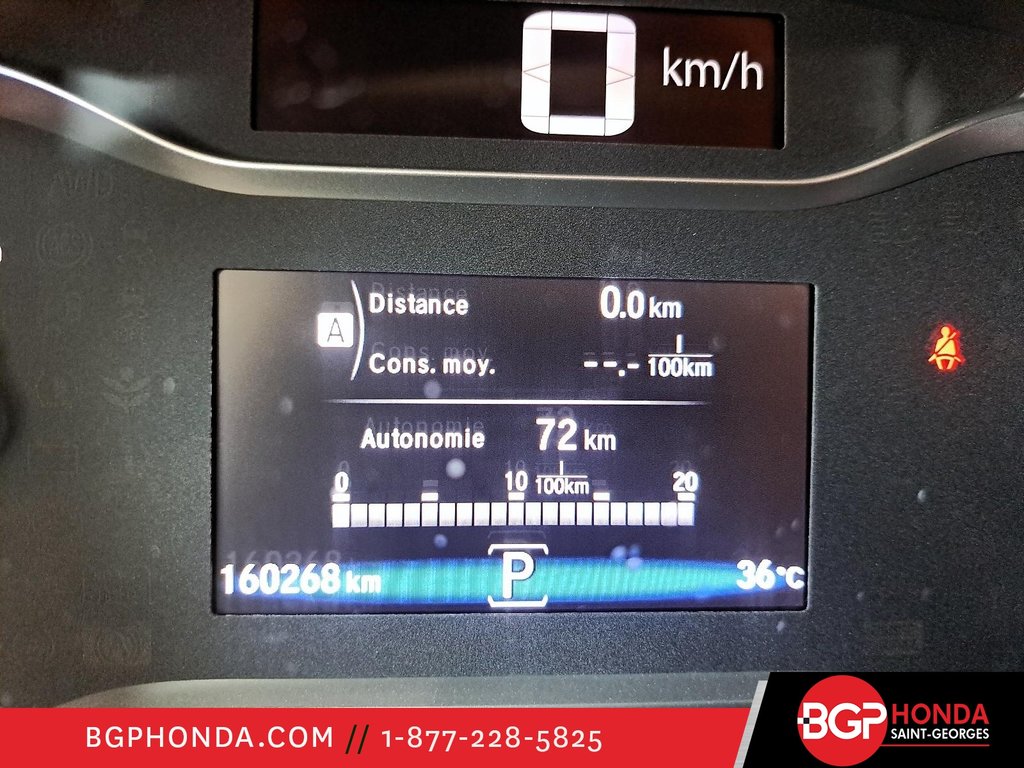 0 km/h
A
Distance 0.0 km
Cons. moy. --.- l/100km
Autonomie 72 km
0 10 l/100km 20
160268 km P 36°C
BGPHONDA.COM // 1-877-228-5825
BGP HONDA
SAINT-GEORGES